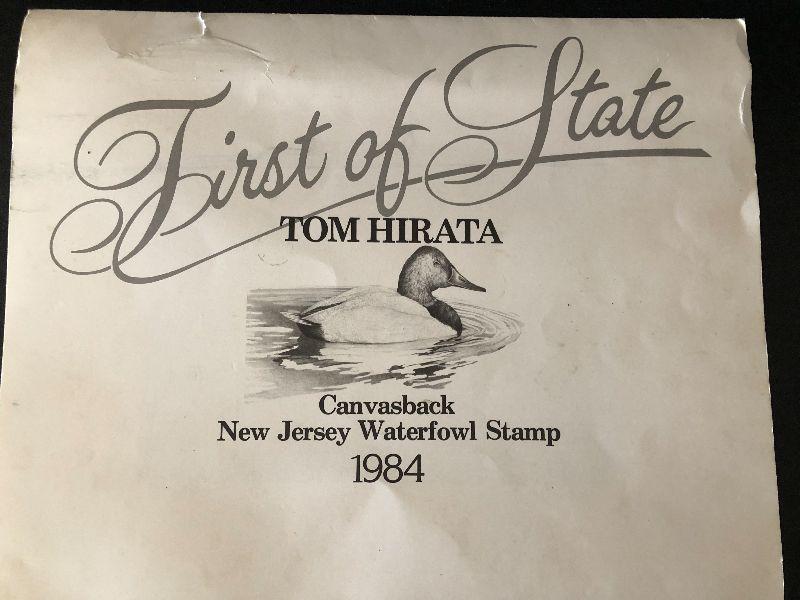 First of State
TOM HIRATA
Canvasback
New Jersey Waterfowl Stamp
1984